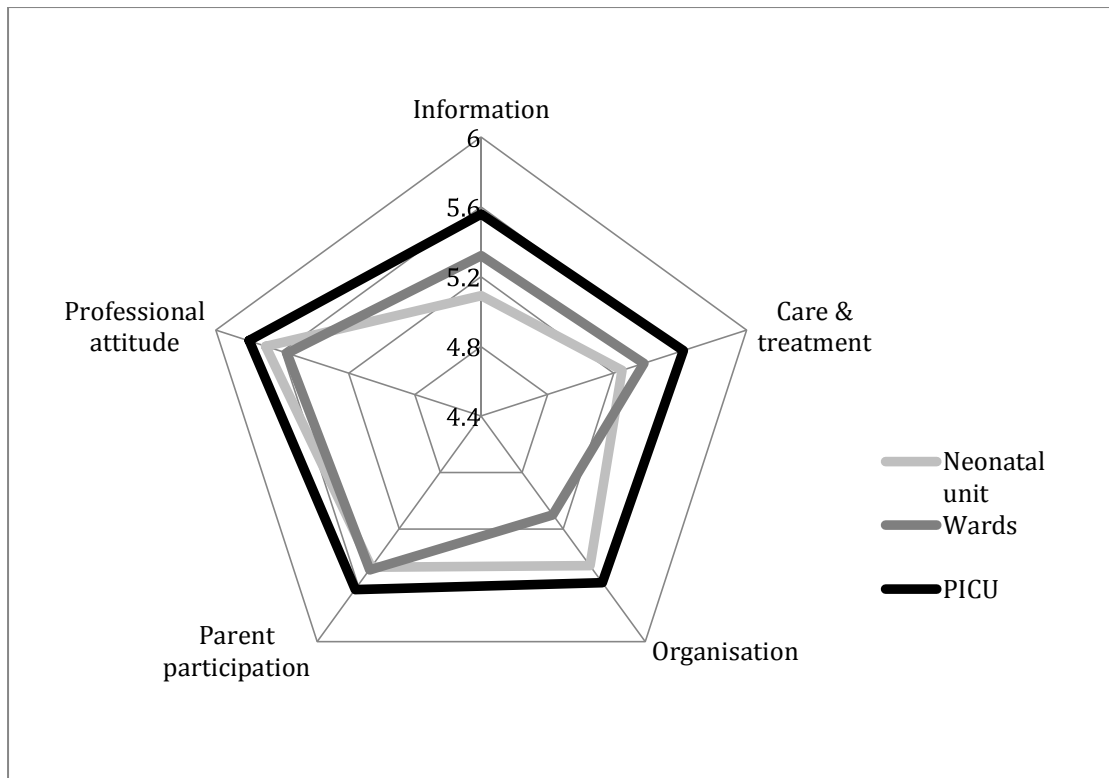 Information
6
5.6
5.2
4.8
4.4
Professional
attitude
Care &
treatment
Parent
participation
Organisation
Neonatal
unit
Wards
PICU